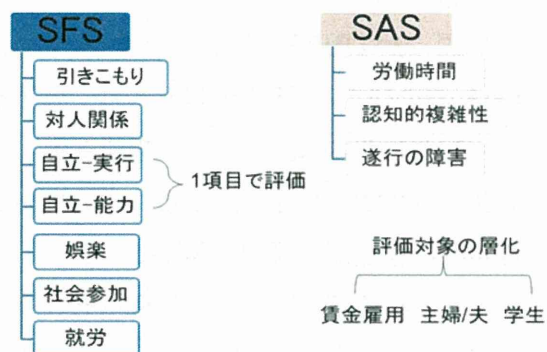 SFS
引きこもり
対人関係
自立-実行
自立-能力
1項目で評価
娯楽
社会参加
就労
SAS
労働時間
認知的複雑性
遂行の障害
評価対象の層化
賃金雇用 主婦/夫 学生